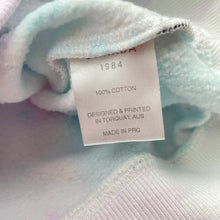 1984
100% COTTON
DESIGNED & PRINTED
IN TORQUAY, AUS
MADE IN PRC